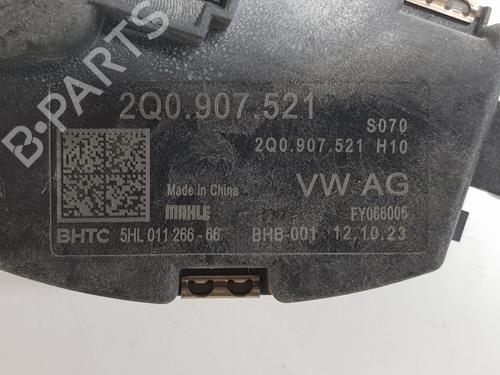 2Q0.907.521
S070
2Q0.907.521 H10
Made in China
VW AG
MAHLE
FY066005
BHTC 5HL 011 266 - 66
BHB-001 12.10.23
B-PARTS